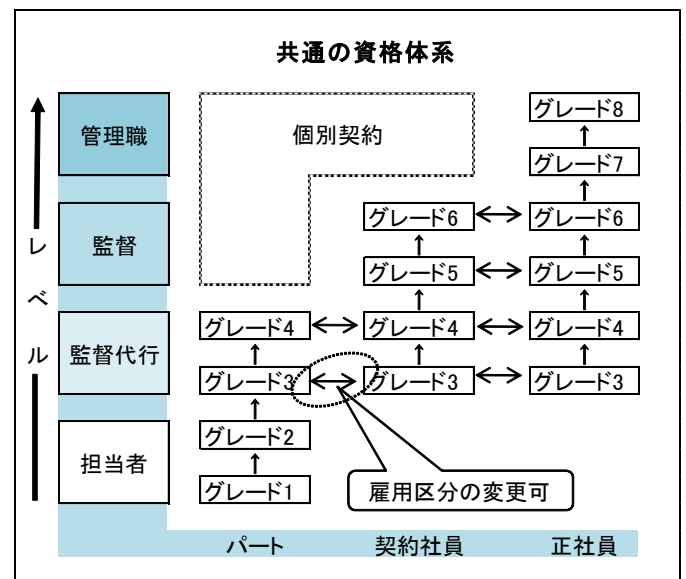 共通の資格体系
レベル
管理職
監督
監督代行
担当者
個別契約
グレード8
グレード7
グレード6
グレード6
グレード5
グレード5
グレード4
グレード4
グレード4
グレード3
グレード3
グレード3
グレード2
グレード1
雇用区分の変更可
パート
契約社員
正社員